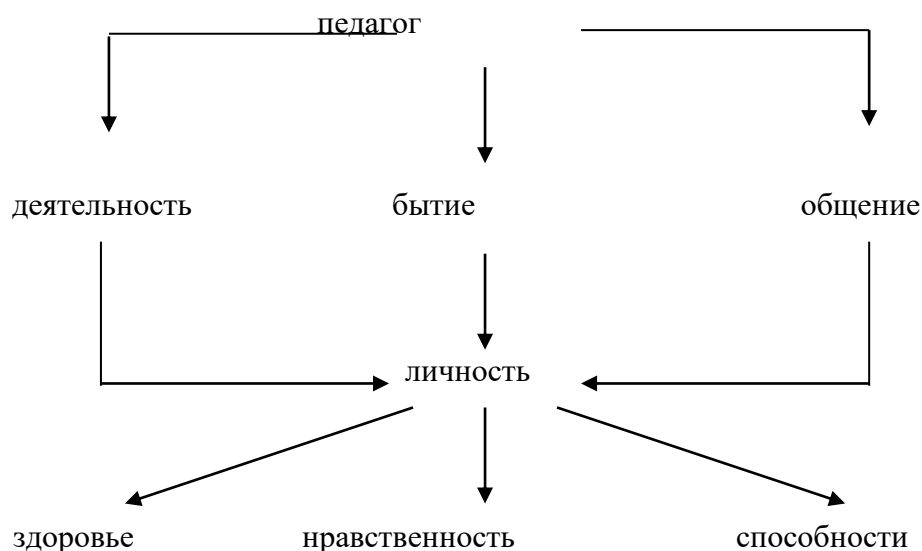 педагог
деятельность бытие общение
личность
здоровье нравственность способности